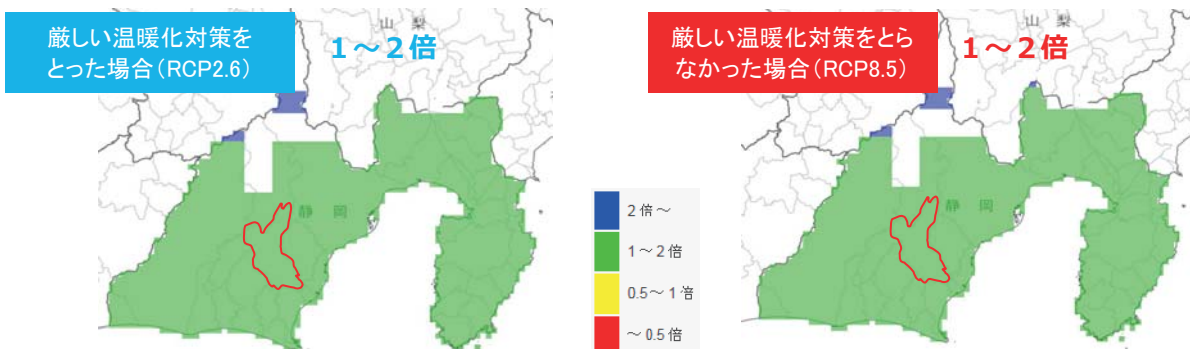 厳しい温暖化対策を
とった場合(RCP2.6)
1~2倍
山 梨
静 岡
2倍~
1~2倍
0.5~1倍
~0.5倍
厳しい温暖化対策をとら
なかった場合(RCP8.5)
1~2倍
山 梨
静 岡